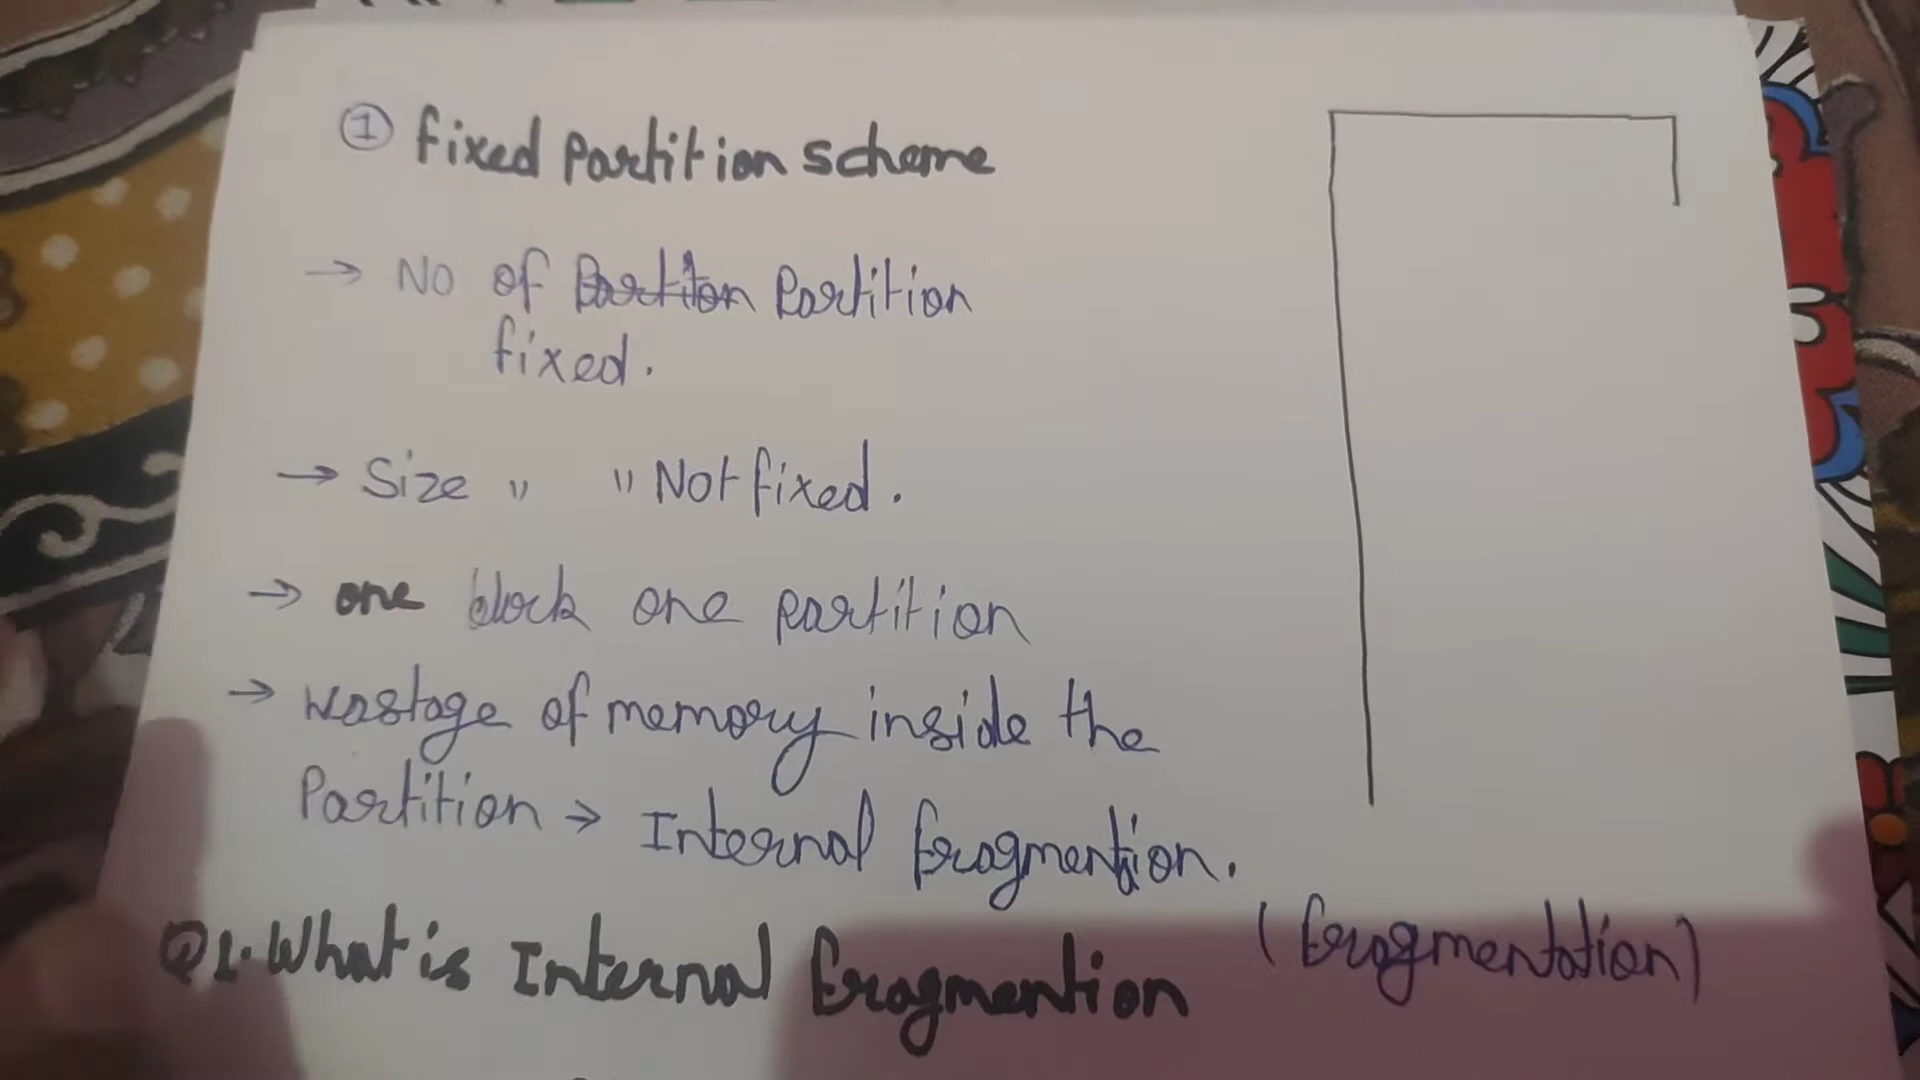 ① fixed Partition scheme
→ No of Partiton Partition
fixed.
→ Size " " Not fixed.
→ one block one partition
→ wastage of memory inside the
Partition → Internal fragmention.
Q1. What is Internal fragmention (fragmentation)